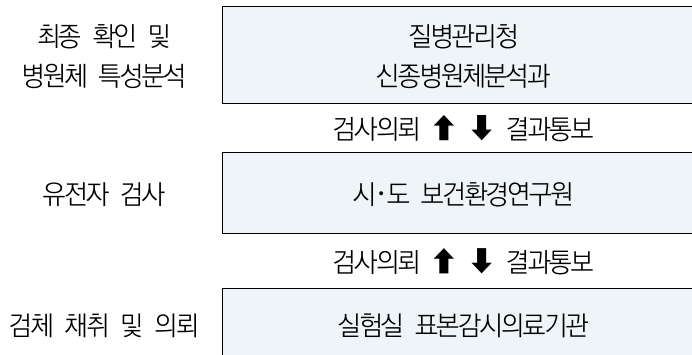 최종 확인 및
병원체 특성분석
질병관리청
신종병원체분석과
검사의뢰 ⬆ ⬇ 결과통보
유전자 검사
시·도 보건환경연구원
검사의뢰 ⬆ ⬇ 결과통보
검체 채취 및 의뢰
실험실 표본감시의료기관